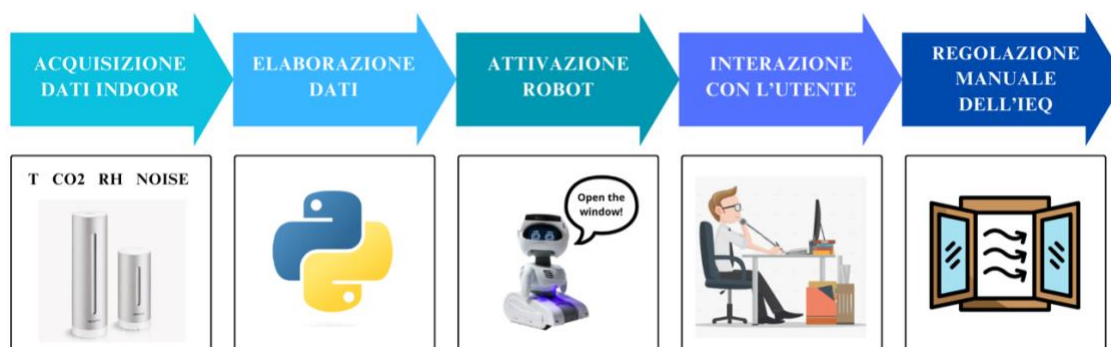 ACQUISIZIONE
DATI INDOOR
ELABORAZIONE
DATI
ATTIVAZIONE
ROBOT
INTERAZIONE
CON L'UTENTE
REGOLAZIONE
MANUALE
DELL'IEQ
T CO2 RH NOISE
Open the
window!